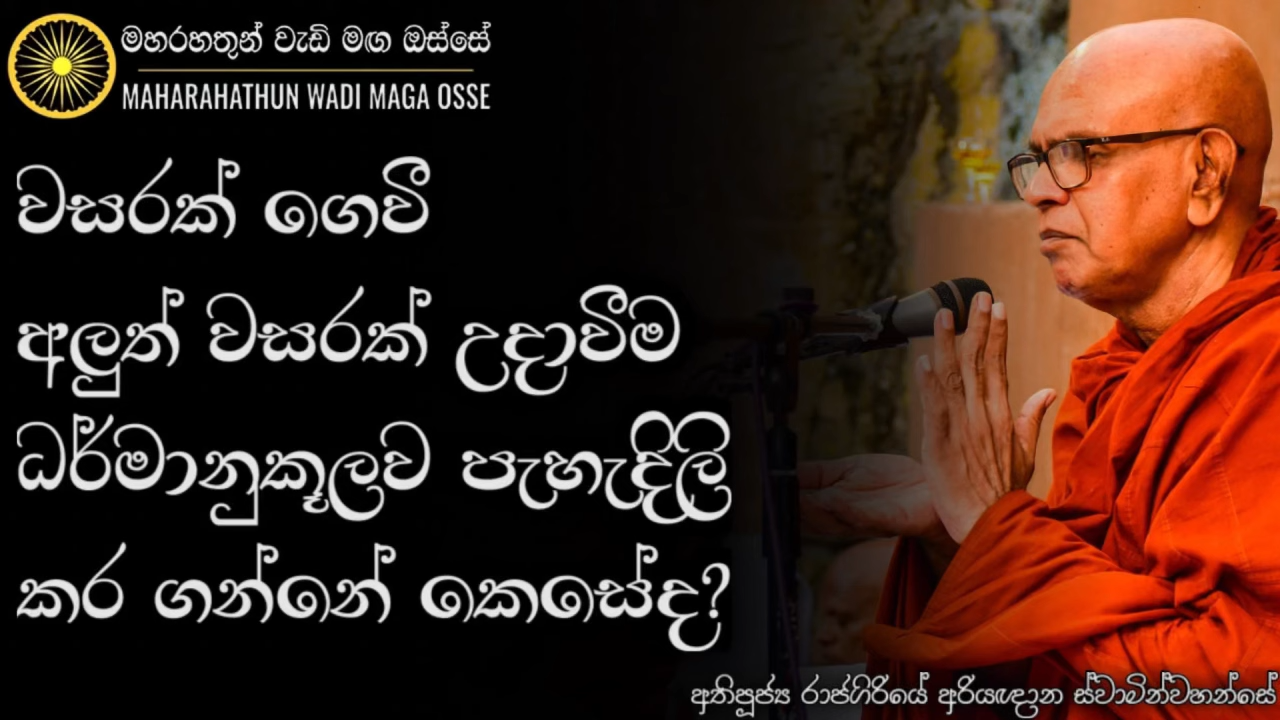 මහරහතුන් වැඩි මඟ ඔස්සේ
MAHARAHATHUN WADI MAGA OSSE
වසරක් ගෙවී
අලුත් වසරක් උදාවීම
ධර්මානුකූලව පැහැදිලි
කර ගන්නේ කෙසේද?
අතිපූජ්‍ය රාජගිරියේ අරියඥාන ස්වාමින්වහන්සේ